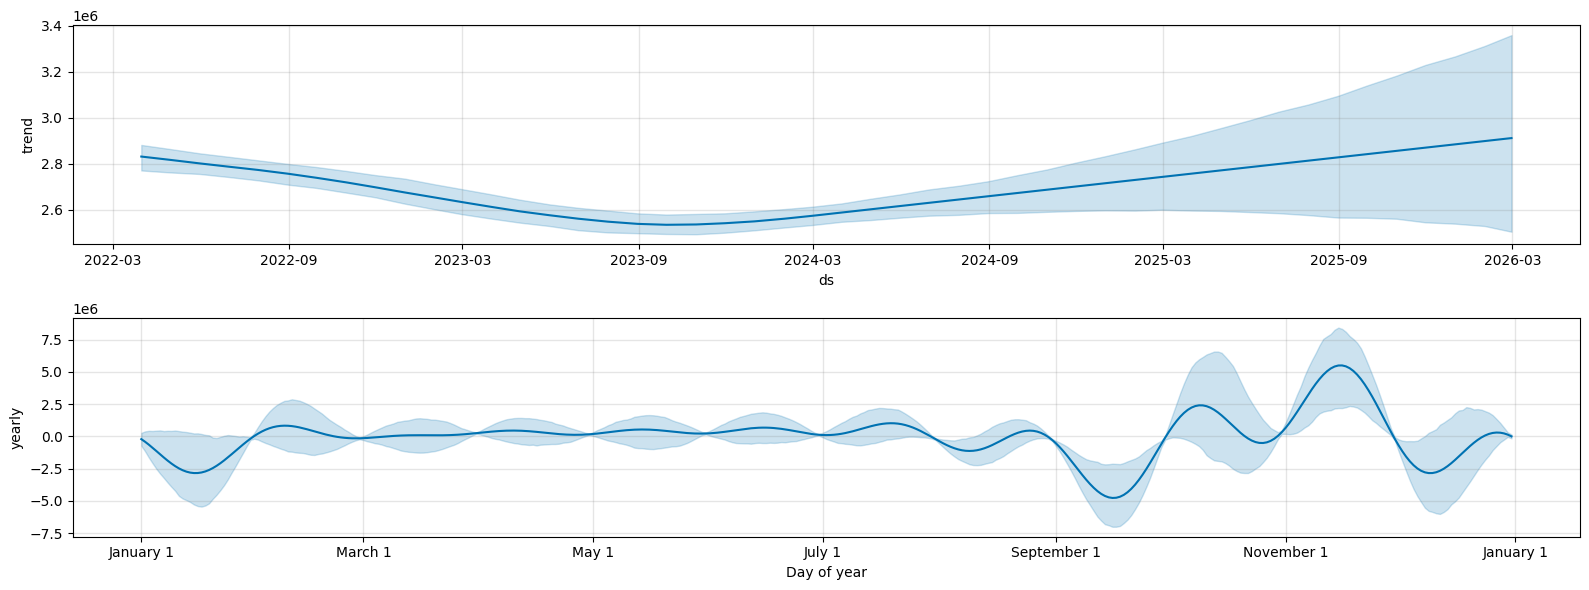 1e6
3.4
3.2
3.0
2.8
2.6
trend
2022-03 2022-09 2023-03 2023-09 2024-03 2024-09 2025-03 2025-09 2026-03
ds
1e6
7.5
5.0
2.5
0.0
−2.5
−5.0
−7.5
yearly
January 1 March 1 May 1 July 1 September 1 November 1 January 1
Day of year